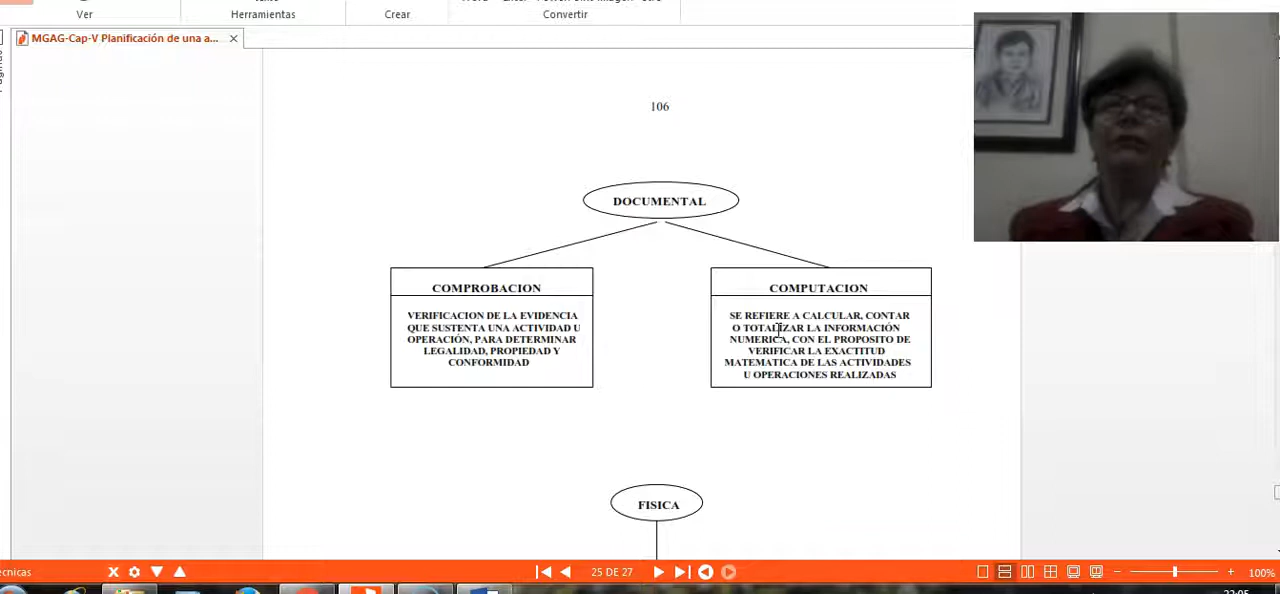 Ver
Herramientas
Crear
Convertir
MGAG-Cap-V Planificación de una a...
106
DOCUMENTAL
COMPROBACION
VERIFICACION DE LA EVIDENCIA
QUE SUSTENTA UNA ACTIVIDAD U
OPERACIÓN, PARA DETERMINAR
LEGALIDAD, PROPIEDAD Y
CONFORMIDAD
COMPUTACION
SE REFIERE A CALCULAR, CONTAR
O TOTALIZAR LA INFORMACIÓN
NUMERICA, CON EL PROPOSITO DE
VERIFICAR LA EXACTITUD
MATEMATICA DE LAS ACTIVIDADES
U OPERACIONES REALIZADAS
FISICA
25 DE 27
100%